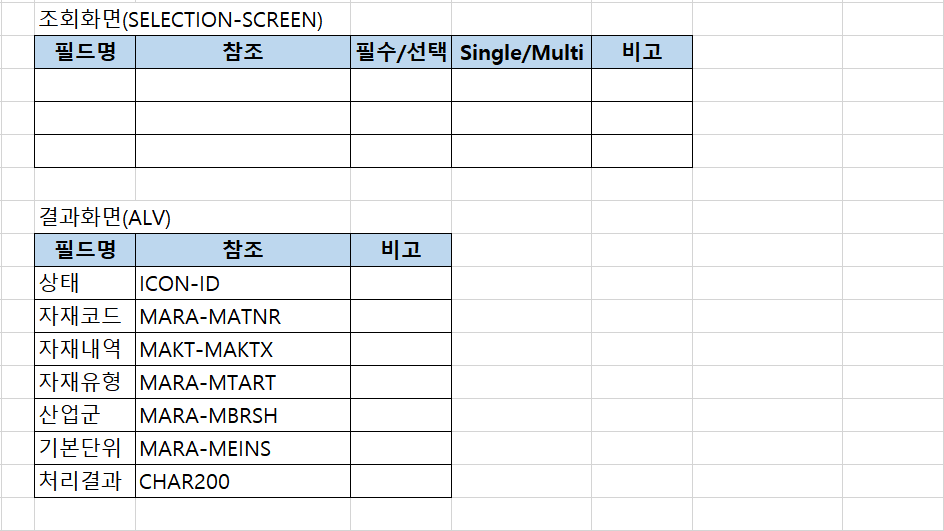 조회화면(SELECTION-SCREEN)
필드명 참조 필수/선택 Single/Multi 비고
결과화면(ALV)
필드명 참조 비고
상태 ICON-ID
자재코드 MARA-MATNR
자재내역 MAKT-MAKTX
자재유형 MARA-MTART
산업군 MARA-MBRSH
기본단위 MARA-MEINS
처리결과 CHAR200